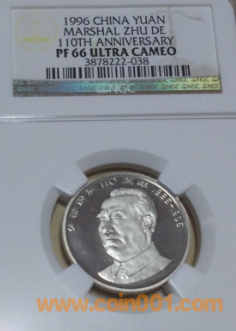 1996 CHINA YUAN
MARSHAL ZHU DE
110TH ANNIVERSARY
PF 66 ULTRA CAMEO
3878222-038
www.coin001.com